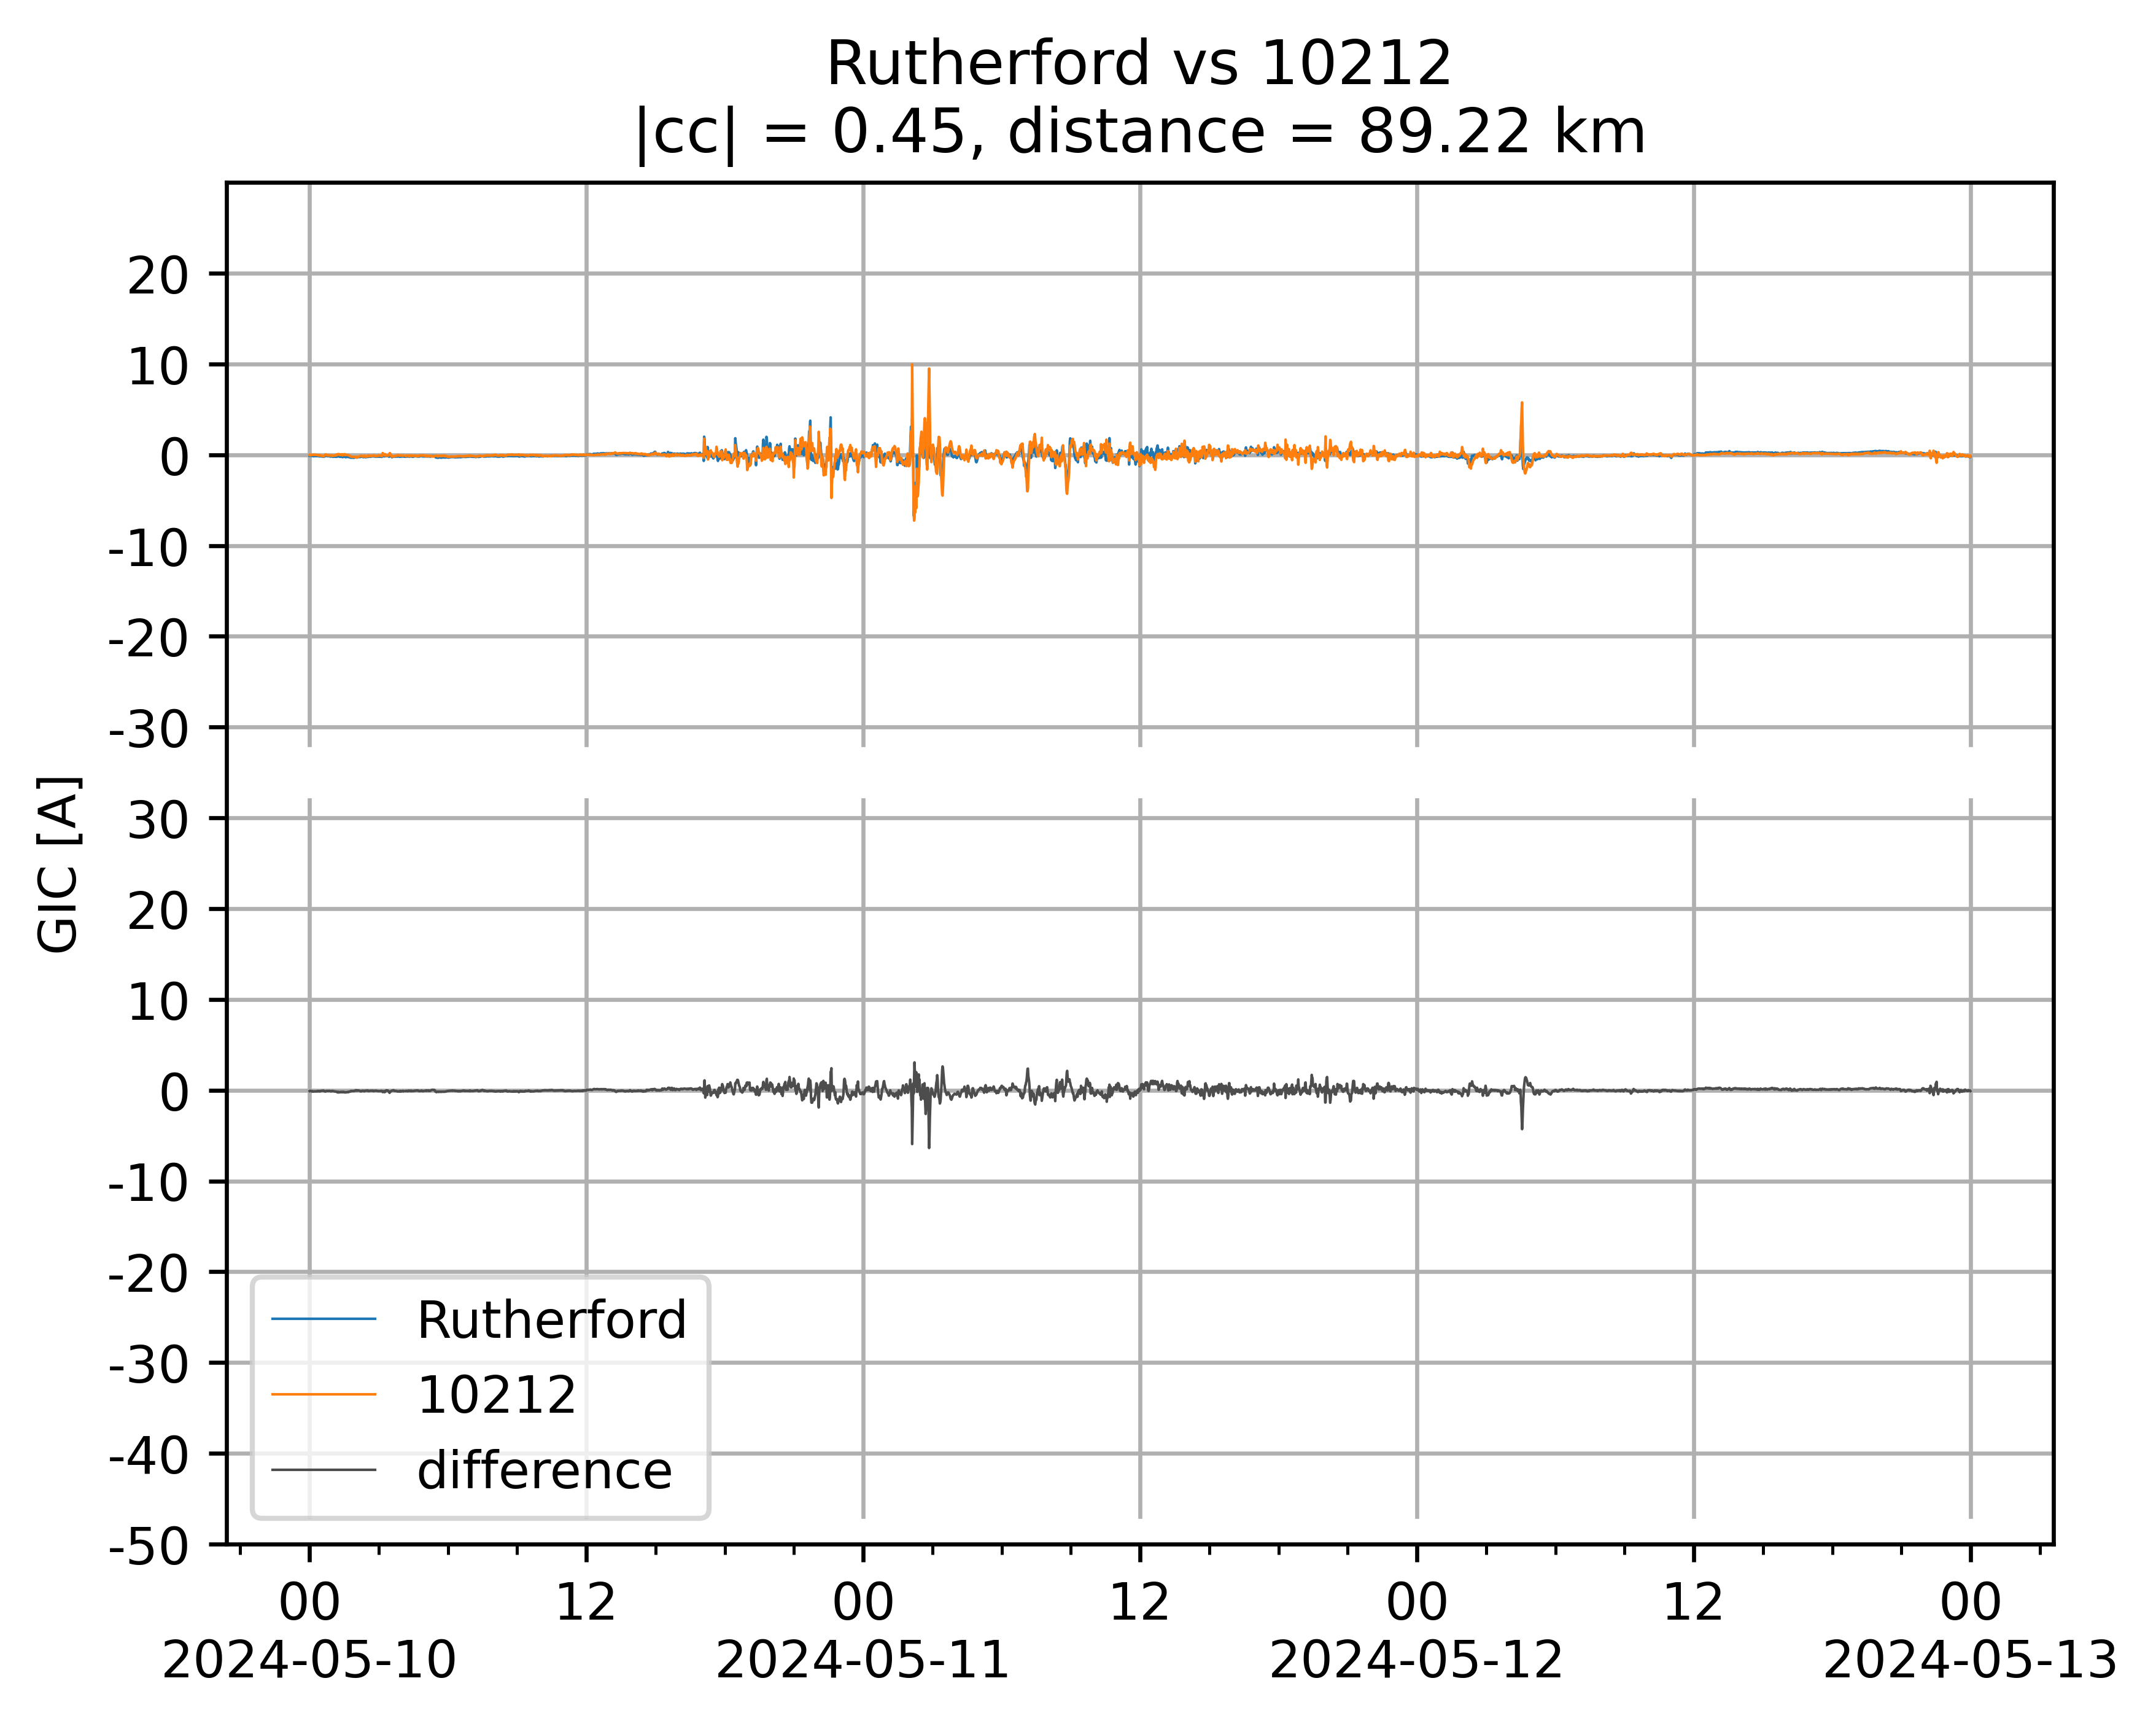 Rutherford vs 10212
|cc| = 0.45, distance = 89.22 km
20
10
0
-10
-20
-30
30
20
10
0
-10
-20
-30
-40
-50
GIC [A]
Rutherford
10212
difference
00 12 00 12 00 12 00
2024-05-10 2024-05-11 2024-05-12 2024-05-13